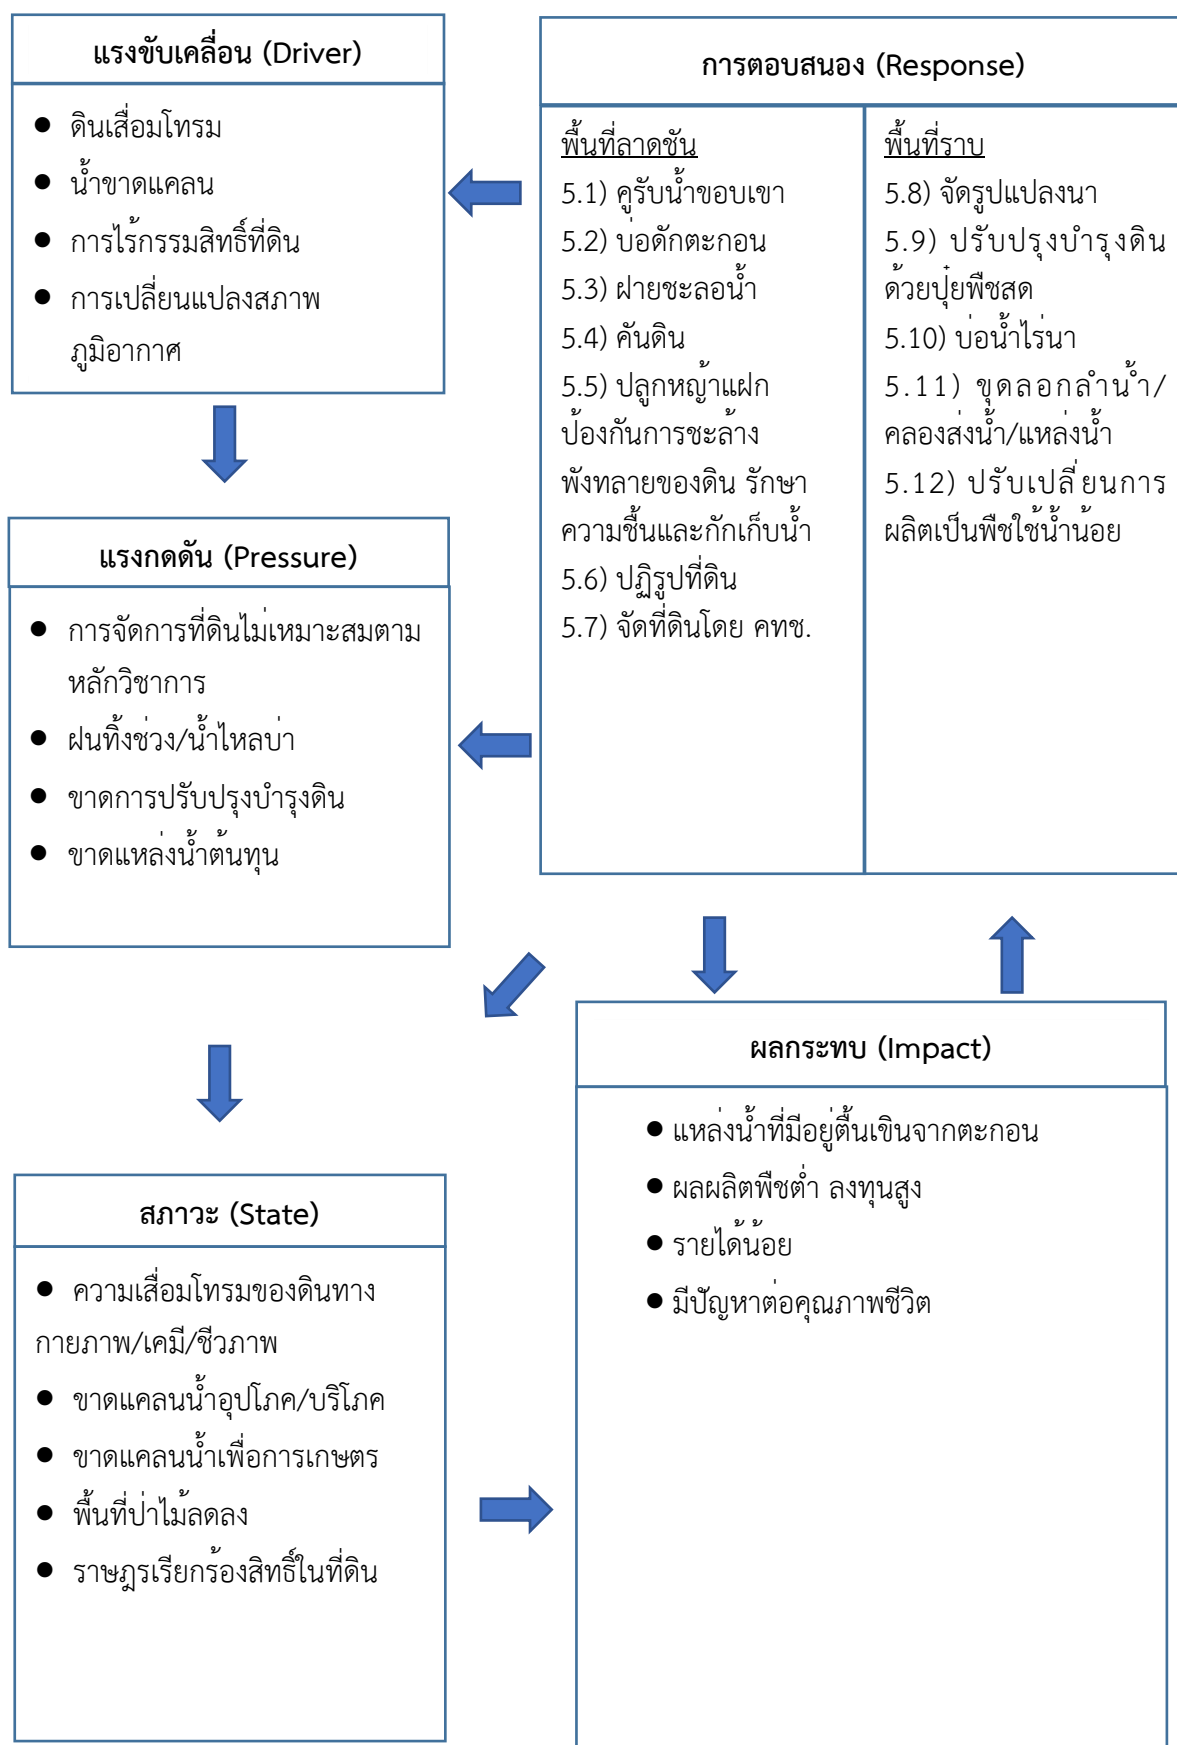 แรงขับเคลื่อน (Driver)
● ดินเสื่อมโทรม
● น้ำขาดแคลน
● การไร้กรรมสิทธิ์ที่ดิน
● การเปลี่ยนแปลงสภาพ
ภูมิอากาศ
การตอบสนอง (Response)
พื้นที่ลาดชัน
5.1) คูรับน้ำขอบเขา
5.2) บ่อดักตะกอน
5.3) ฝายชะลอน้ำ
5.4) คันดิน
5.5) ปลูกหญ้าแฝก
ป้องกันการชะล้าง
พังทลายของดิน รักษา
ความชื้นและกักเก็บน้ำ
5.6) ปฏิรูปที่ดิน
5.7) จัดที่ดินโดย คทช.
พื้นที่ราบ
5.8) จัดรูปแปลงนา
5.9) ปรับปรุงบำรุงดิน
ด้วยปุ๋ยพืชสด
5.10) บ่อน้ำไร่นา
5.11) ขุดลอกลำน้ำ/
คลองส่งน้ำ/แหล่งน้ำ
5.12) ปรับเปลี่ยนการ
ผลิตเป็นพืชใช้น้ำน้อย
แรงกดดัน (Pressure)
● การจัดการที่ดินไม่เหมาะสมตาม
หลักวิชาการ
● ฝนทิ้งช่วง/น้ำไหลบ่า
● ขาดการปรับปรุงบำรุงดิน
● ขาดแหล่งน้ำต้นทุน
ผลกระทบ (Impact)
● แหล่งน้ำที่มีอยู่ตื้นเขินจากตะกอน
● ผลผลิตพืชต่ำ ลงทุนสูง
● รายได้น้อย
● มีปัญหาต่อคุณภาพชีวิต
สภาวะ (State)
● ความเสื่อมโทรมของดินทาง
กายภาพ/เคมี/ชีวภาพ
● ขาดแคลนน้ำอุปโภค/บริโภค
● ขาดแคลนน้ำเพื่อการเกษตร
● พื้นที่ป่าไม้ลดลง
● ราษฎรเรียกร้องสิทธิ์ในที่ดิน